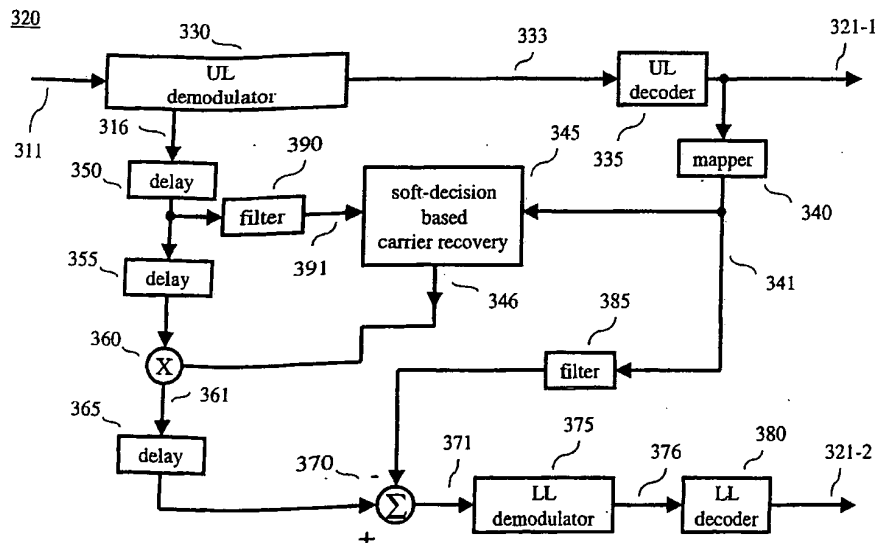 320
330
333
321-1
UL
demodulator
UL
decoder
316
311
390
345
335
mapper
350
delay
filter
soft-decision
based
carrier recovery
340
391
355
delay
346
385
341
360
X
filter
361
365
delay
370
-
371
375
376
380
321-2
Σ
LL
demodulator
LL
decoder
+